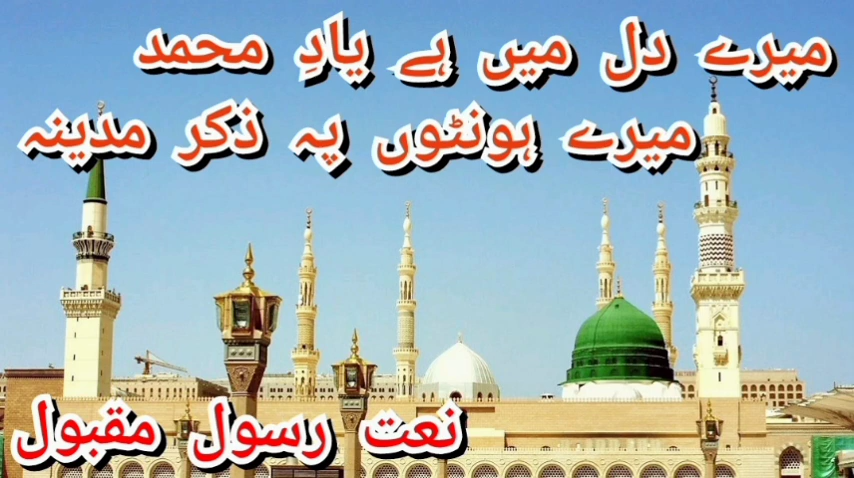 میرے دل میں ہے یادِ محمد
میرے ہونٹوں پہ ذکر مدینہ
نعت رسول مقبول